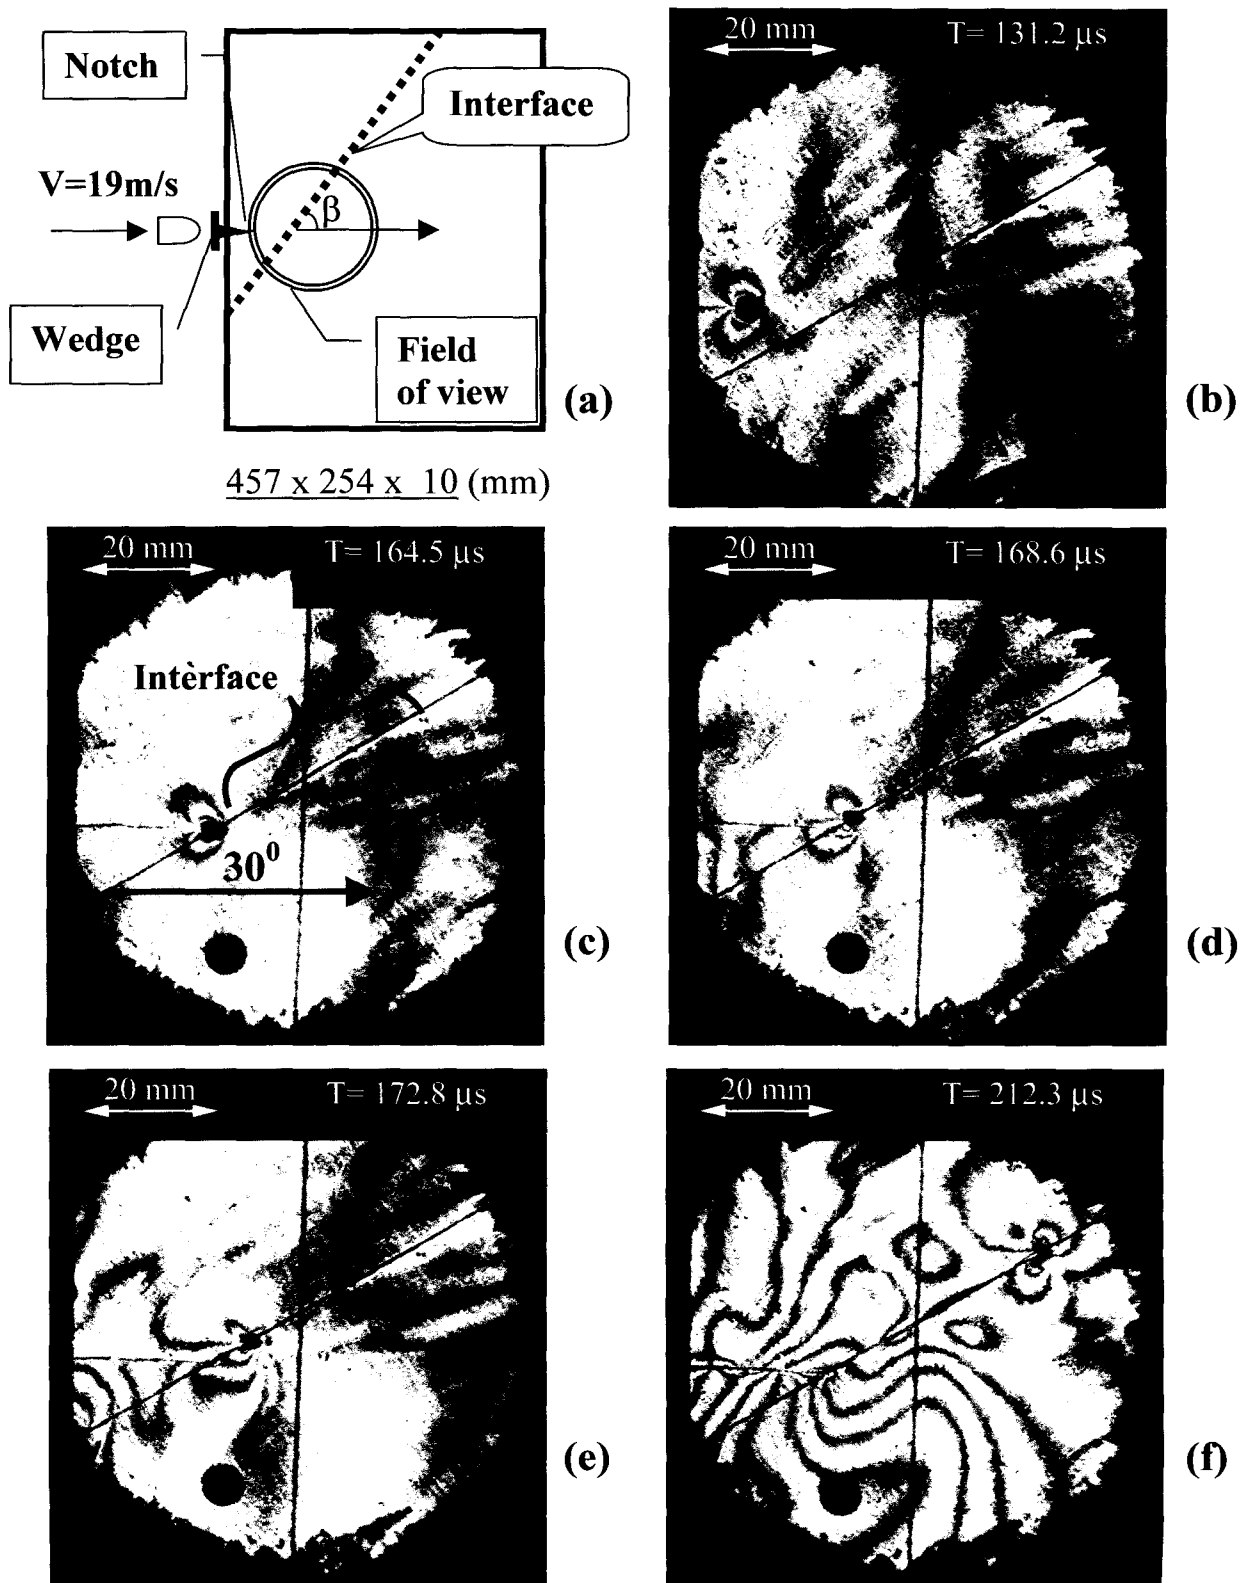 Notch
Interface
V=19m/s
β
Wedge
Field
of view
(a)
457 x 254 x 10 (mm)
20 mm
T= 131.2 μs
(b)
20 mm
T= 164.5 μs
Interface
30⁰
(c)
20 mm
T= 168.6 μs
(d)
20 mm
T= 172.8 μs
(e)
20 mm
T= 212.3 μs
(f)